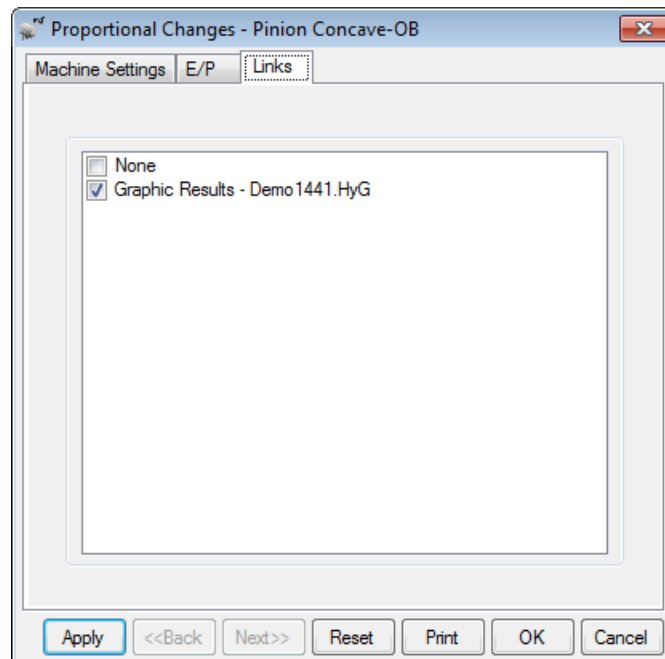 Proportional Changes - Pinion Concave-OB
Machine Settings E/P Links
None
Graphic Results - Demo1441.HyG
Apply <<Back Next>> Reset Print OK Cancel